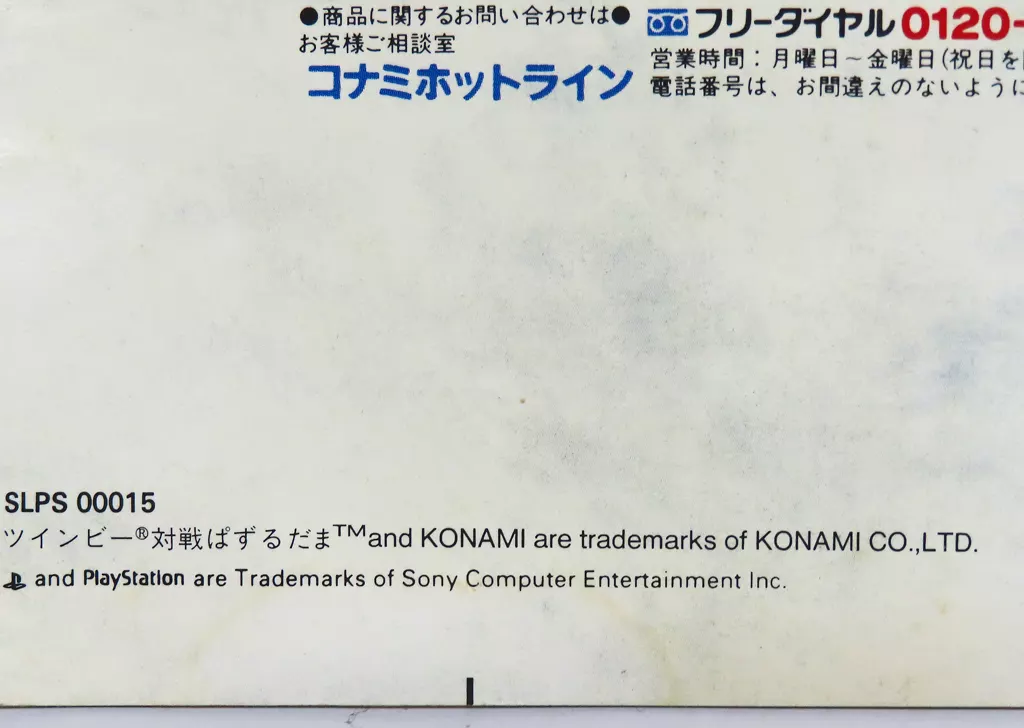 ●商品に関するお問い合わせは●
お客様ご相談室
コナミホットライン
フリーダイヤル0120-
営業時間：月曜日～金曜日(祝日を
電話番号は、お間違えのないように
SLPS 00015
ツインビー®対戦ぱずるだま™and KONAMI are trademarks of KONAMI CO.,LTD.
and PlayStation are Trademarks of Sony Computer Entertainment Inc.